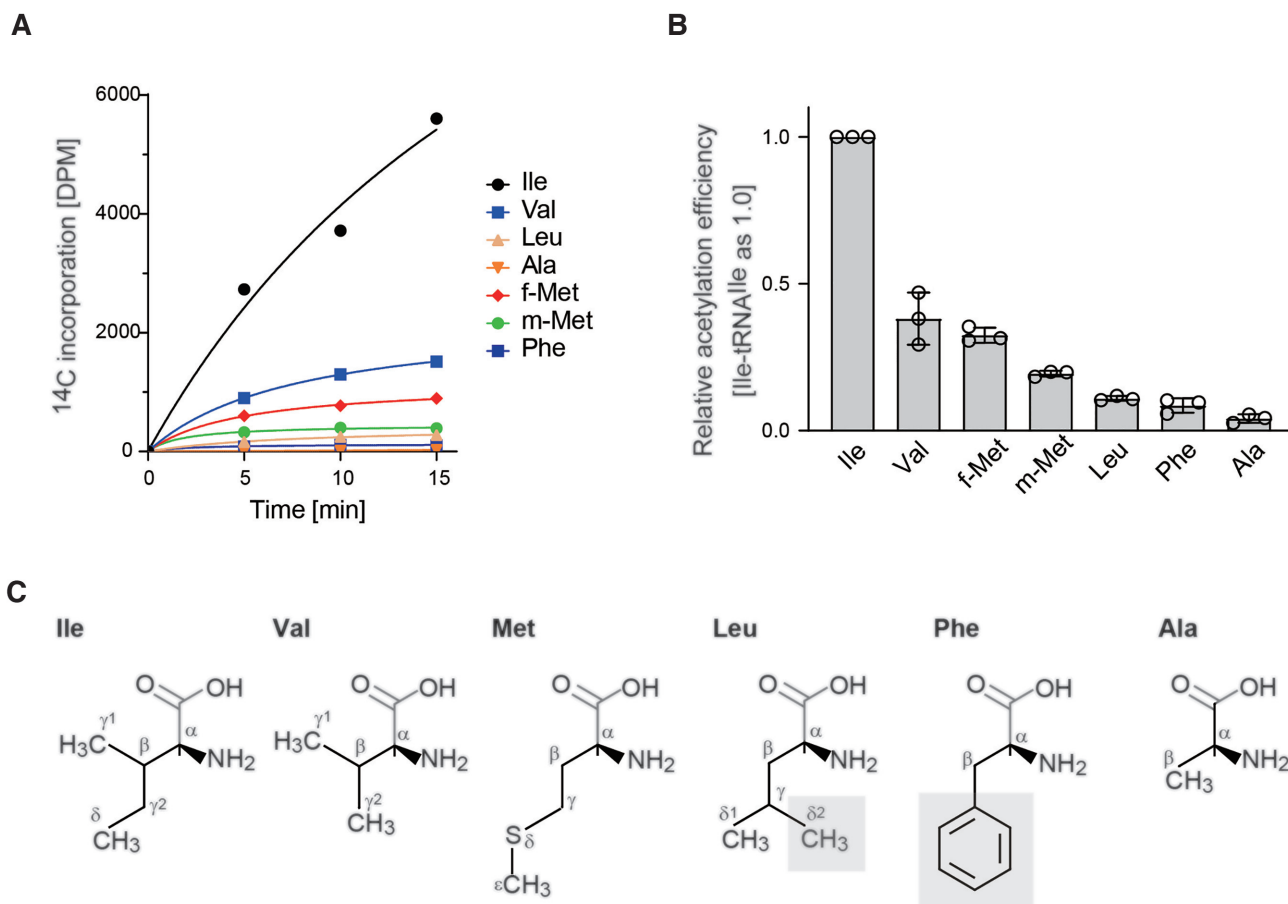 A
B
14C incorporation [DPM]
6000
4000
2000
0
0
5
10
15
Time [min]
Ile
Val
Leu
Ala
f-Met
m-Met
Phe
Relative acetylation efficiency
[Ile-tRNAIle as 1.0]
1.0
0.5
0.0
Ile
Val
f-Met
m-Met
Leu
Phe
Ala
C
Ile
Val
Met
Leu
Phe
Ala
O OH
γ1
H3C
β
α
NH2
δ
γ2
CH3
O OH
γ1
H3C
β
α
NH2
γ2
CH3
O OH
α
β
NH2
γ
S
δ
εCH3
O OH
α
β
NH2
γ
δ1
δ2
CH3
CH3
O OH
α
β
NH2
O OH
α
β
NH2
CH3